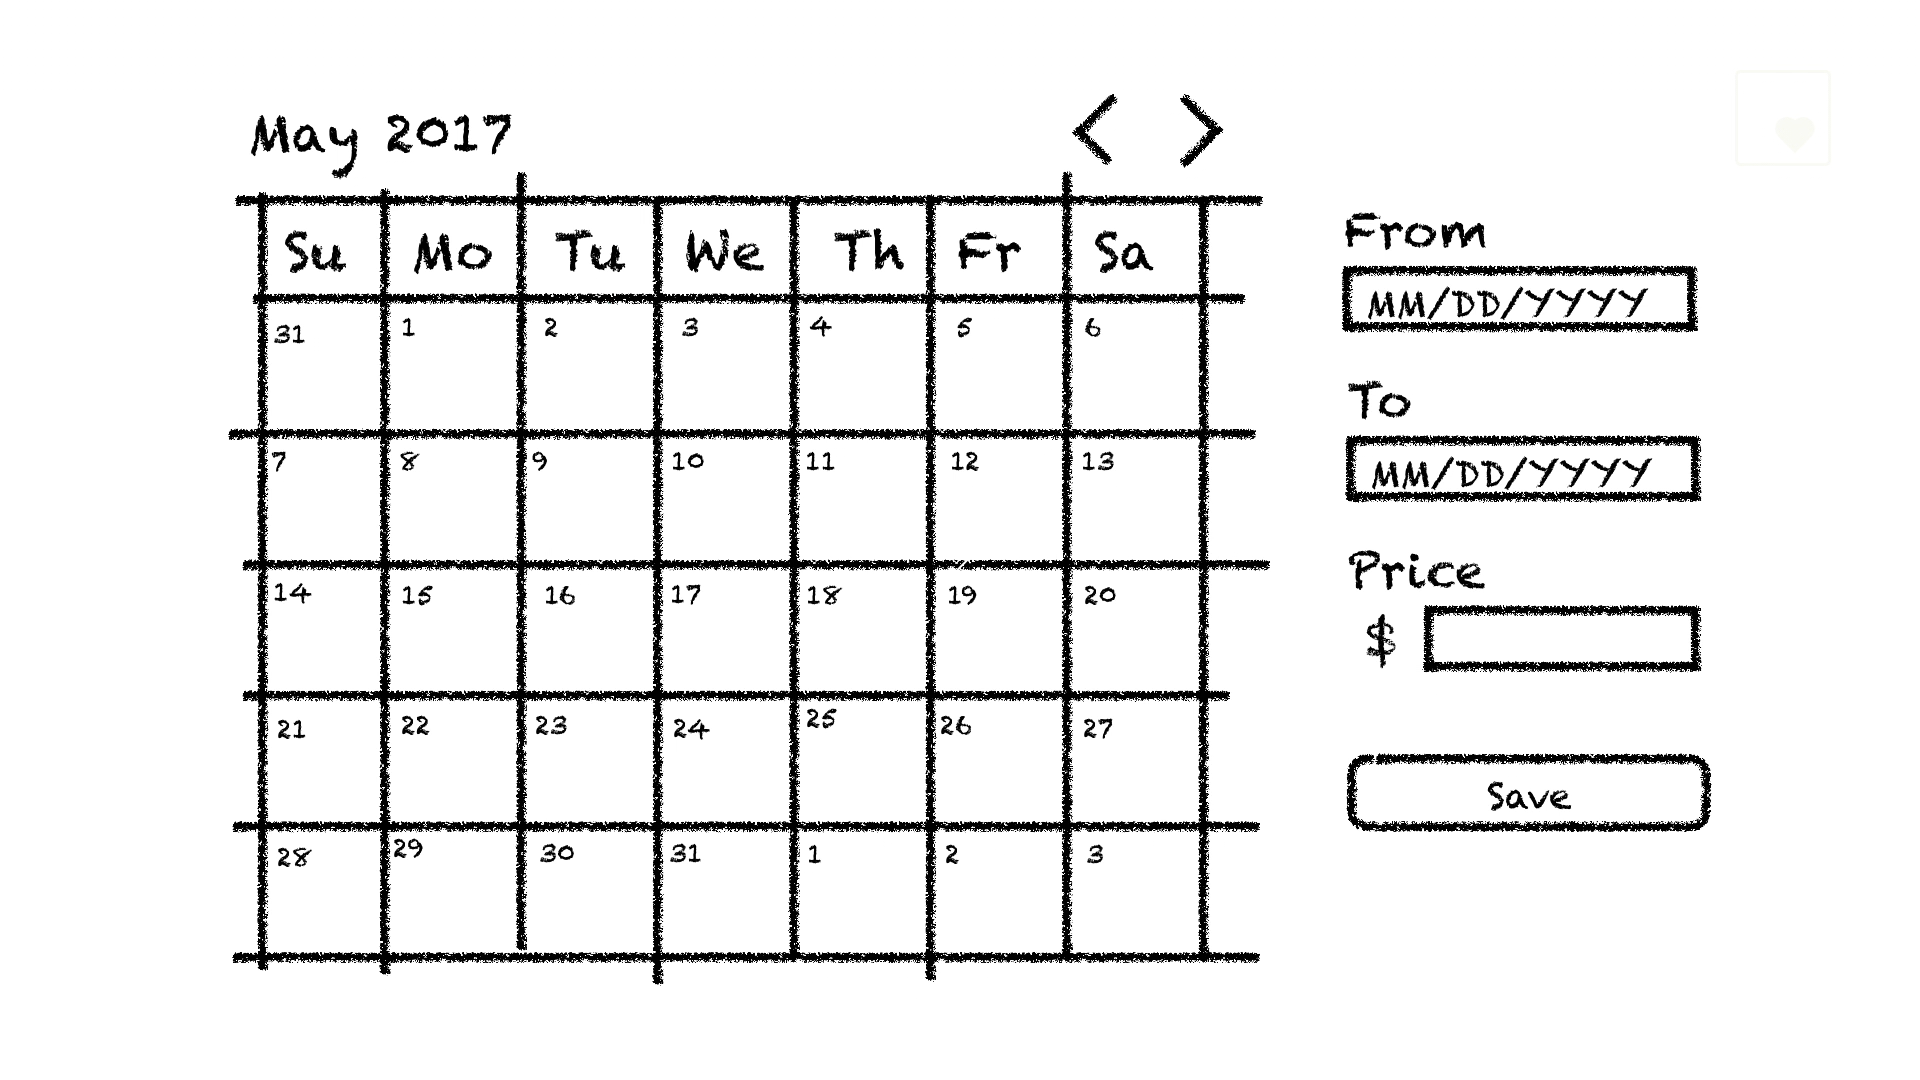 May 2017 < >
Su Mo Tu We Th Fr Sa
31 1 2 3 4 5 6
7 8 9 10 11 12 13
14 15 16 17 18 19 20
21 22 23 24 25 26 27
28 29 30 31 1 2 3
From
MM/DD/YYYY
To
MM/DD/YYYY
Price
$
Save